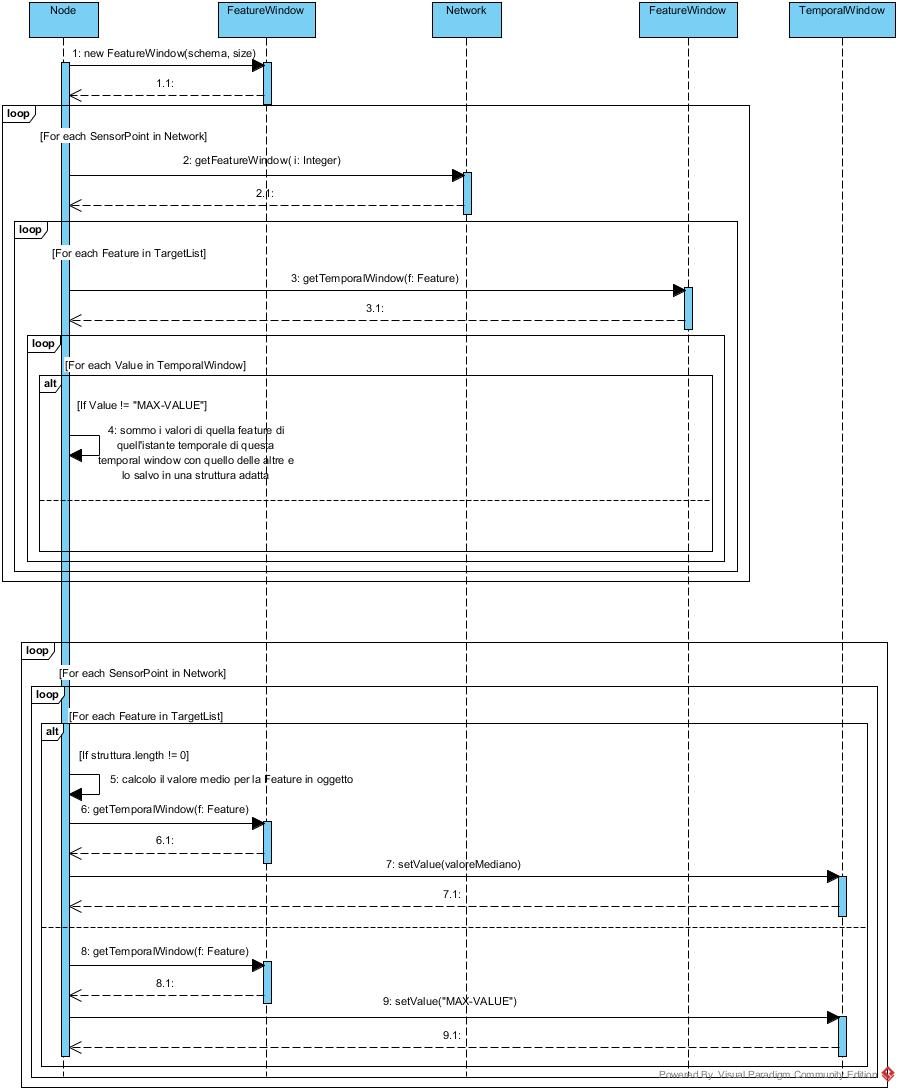 Node FeatureWindow Network FeatureWindow TemporalWindow
1: new FeatureWindow(schema, size)
1.1:
loop
[For each SensorPoint in Network]
2: getFeatureWindow( i: Integer)
2.1:
loop
[For each Feature in TargetList]
3: getTemporalWindow(f: Feature)
3.1:
loop
[For each Value in TemporalWindow]
alt
[If Value != "MAX-VALUE"]
4: sommo i valori di quella feature di
quell'istante temporale di questa
temporal window con quello delle altre e
lo salvo in una struttura adatta
loop
[For each SensorPoint in Network]
loop
[For each Feature in TargetList]
alt
[If struttura.length != 0]
5: calcolo il valore medio per la Feature in oggetto
6: getTemporalWindow(f: Feature)
6.1:
7: setValue(valoreMediano)
7.1:
8: getTemporalWindow(f: Feature)
8.1:
9: setValue("MAX-VALUE")
9.1:
Powered By Visual Paradigm Community Edition